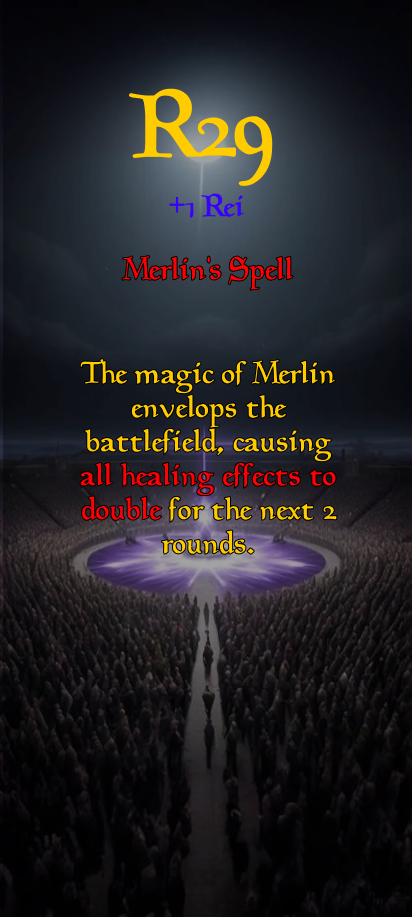 R29
+1 Rei
Merlin's Spell
The magic of Merlin
envelops the
battlefield, causing
all healing effects to
double for the next 2
rounds.